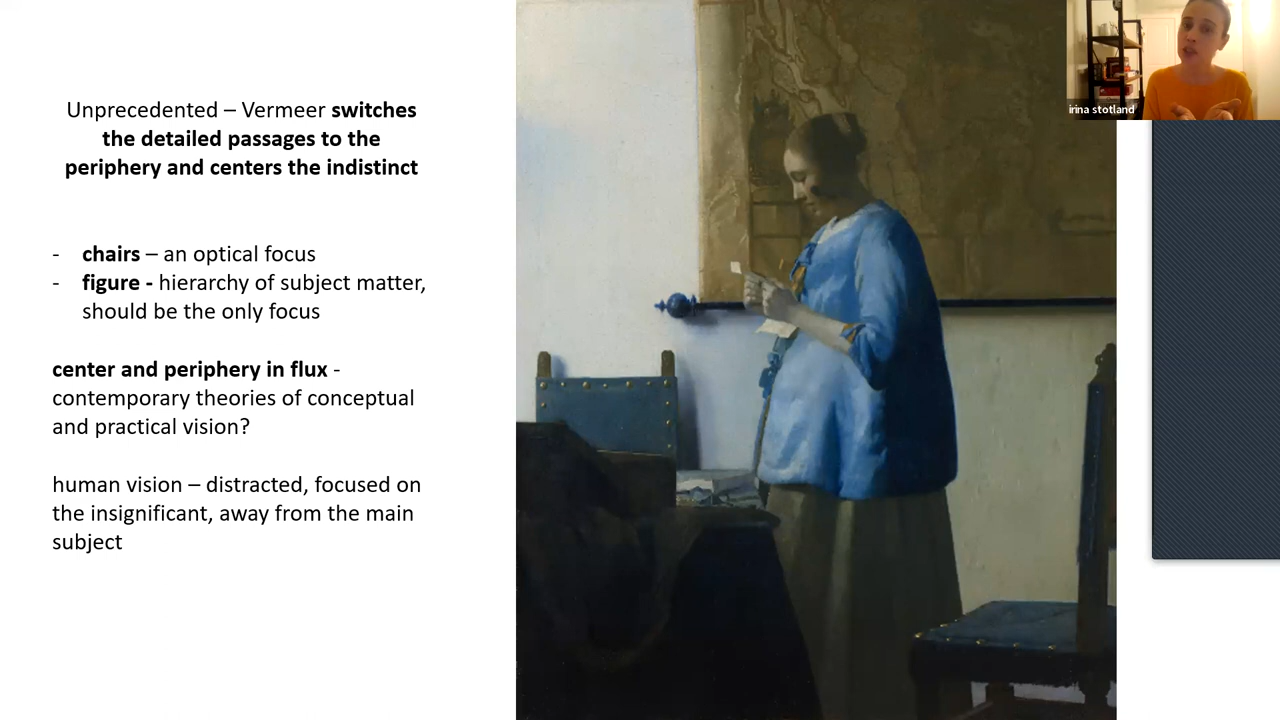 Unprecedented – Vermeer switches
the detailed passages to the
periphery and centers the indistinct
- chairs – an optical focus
- figure - hierarchy of subject matter,
should be the only focus
center and periphery in flux -
contemporary theories of conceptual
and practical vision?
human vision – distracted, focused on
the insignificant, away from the main
subject
irina stotland